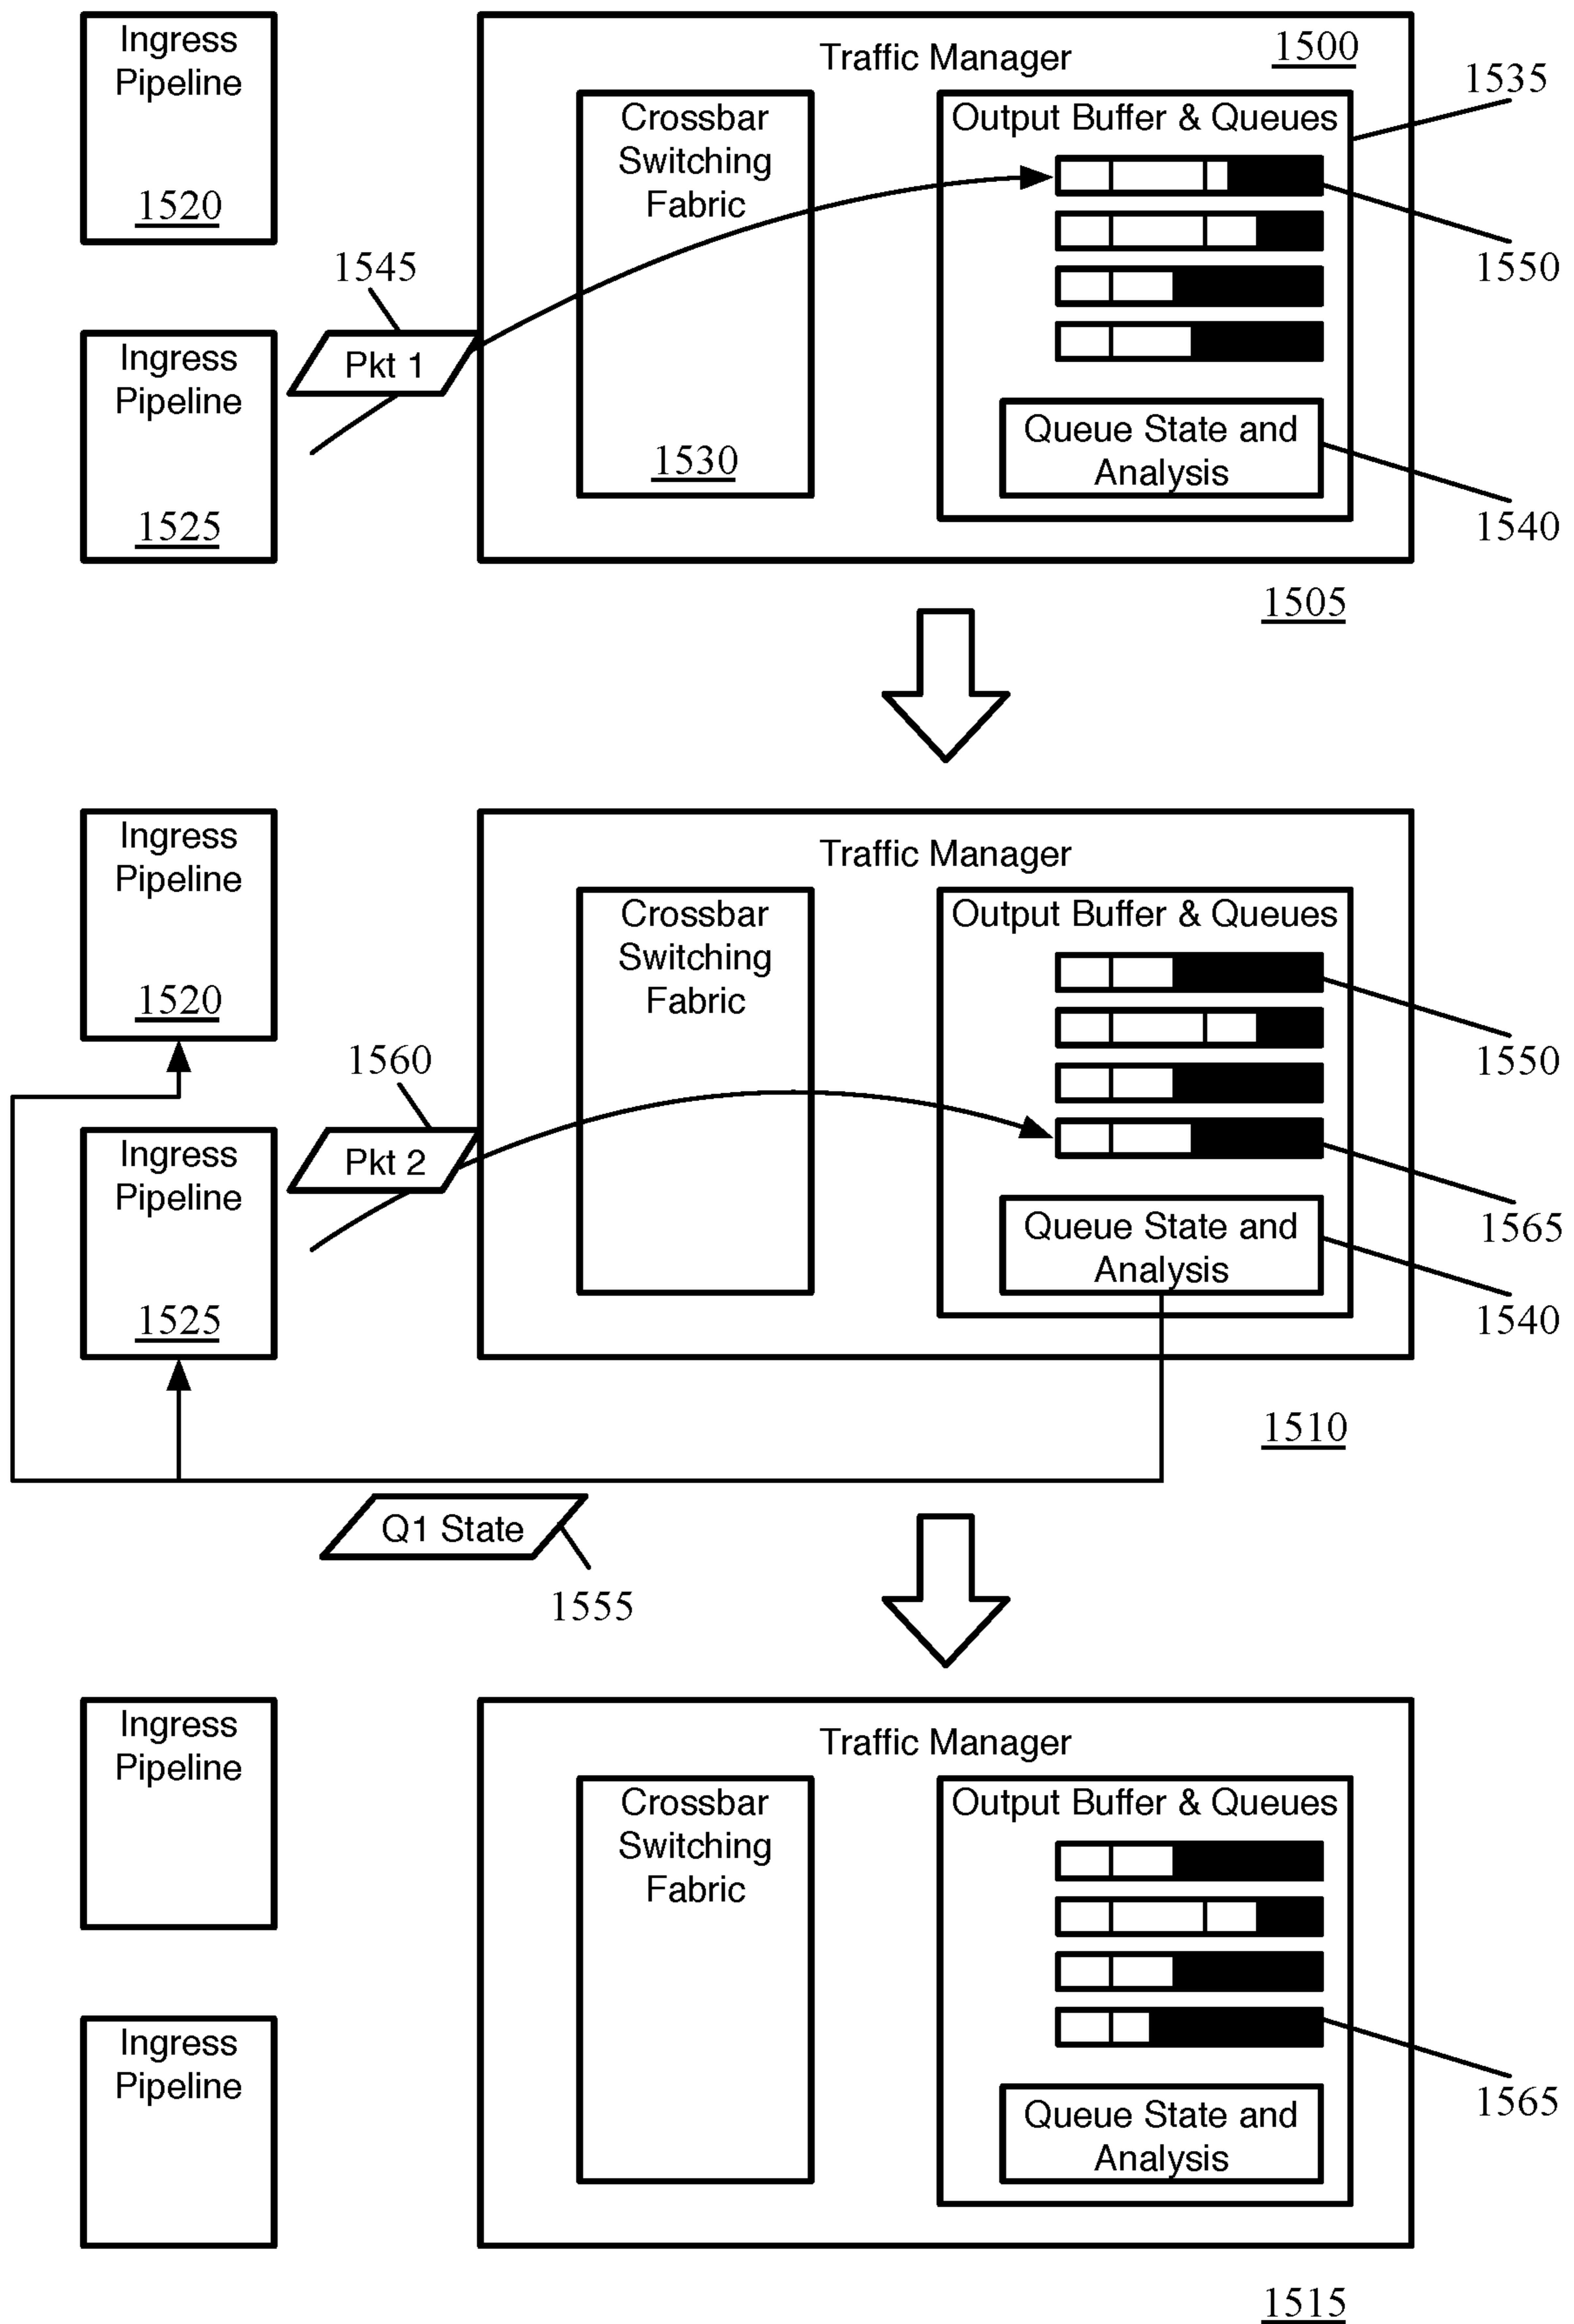 Ingress
Pipeline
1520
Traffic Manager
1500
1535
Crossbar
Switching
Fabric
Output Buffer & Queues
1550
1545
Pkt 1
Ingress
Pipeline
1525
1530
Queue State and
Analysis
1540
1505
Ingress
Pipeline
1520
Traffic Manager
Crossbar
Switching
Fabric
Output Buffer & Queues
1550
1560
Pkt 2
Ingress
Pipeline
1525
1565
Queue State and
Analysis
1540
1510
Q1 State
1555
Ingress
Pipeline
Traffic Manager
Crossbar
Switching
Fabric
Output Buffer & Queues
Ingress
Pipeline
1565
Queue State and
Analysis
1515